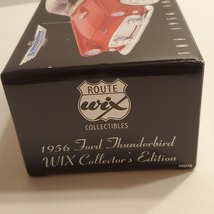 ROUTE
wix
COLLECTIBLES
1956 Ford Thunderbird
WIX Collector's Edition